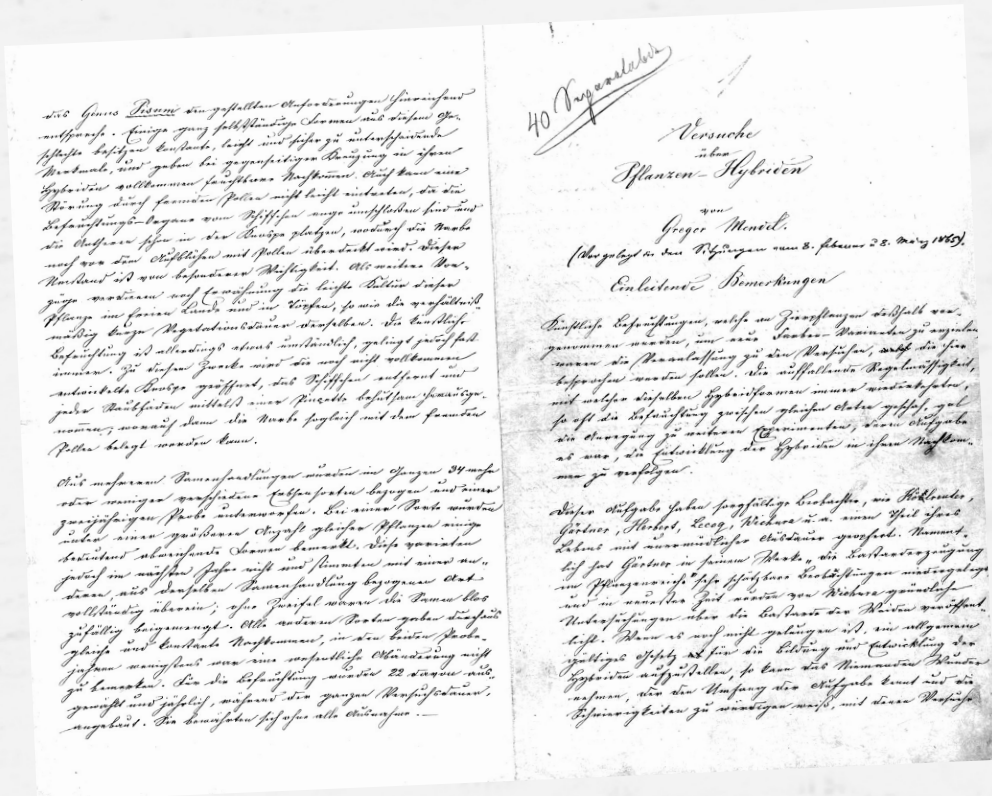 das Genus Pisum den gestellten Anforderungen hinreichend
entspreche. Einige ganz selbstständige Formen aus diesem Ge-
schlechte besitzen konstante, leicht und sicher zu unterscheidende
Merkmale, und geben bei gegenseitiger Kreuzung in ihren
Hybriden vollkommen fruchtbare Nachkommen. Auch kann eine
Störung durch fremden Pollen nicht leicht eintreten, da die
Befruchtungs-Organe vom Schiffchen enge umschlossen sind und
die Antheren schon in der Knospe platzen, wodurch die Narbe
noch vor dem Aufblühen mit Pollen überdeckt wird. Dieser
Umstand ist von besonderer Wichtigkeit. Als weitere Vor-
züge verdienen noch Erwähnung die leichte Kultur dieser
Pflanze im freien Lande und in Töpfen, so wie die verhältniß-
mäßig kurze Vegetationsdauer derselben. Die künstliche
Befruchtung ist allerdings etwas umständlich, gelingt jedoch fast
immer. Zu diesem Zwecke wird die noch nicht vollkommen
entwickelte Knospe geöffnet, das Schiffchen entfernt und
jeder Staubfaden mittelst einer Pinzette behutsam herausge-
nommen, worauf dann die Narbe sogleich mit dem fremden
Pollen belegt werden kann.
Aus mehreren Samenhandlungen wurden im Ganzen 34 mehr
oder weniger verschiedene Erbsensorten bezogen und einer
zweijährigen Probe unterworfen. Bei einer Sorte wurden
unter einer größeren Anzahl gleicher Pflanzen einige
bedeutend abweichende Formen bemerkt. Diese variirten
jedoch im nächsten Jahre nicht und stimmten mit einer an-
deren, aus derselben Samenhandlung bezogenen Art
vollständig überein; ohne Zweifel waren die Samen blos
zufällig beigemengt. Alle anderen Sorten gaben durchaus
gleiche und konstante Nachkommen, in den beiden Probe-
jahren wenigstens war eine wesentliche Abänderung nicht
zu bemerken. Für die Befruchtung wurden 22 davon aus-
gewählt und jährlich, während der ganzen Versuchsdauer,
angebaut. Sie bewährten sich ohne alle Ausnahme. —
40 Separatabdr.
1
Versuche
über
Pflanzen-Hybriden
von
Gregor Mendel.
(Vorgelegt in den Sitzungen vom 8. Februar u 8. März 1865).
Einleitende Bemerkungen
Künstliche Befruchtungen, welche an Zierpflanzen deßhalb vor-
genommen wurden, um neue Farben Varianten zu erzielen
waren die Veranlassung zu den Versuchen, die hier
besprochen werden sollen. Die auffallende Regelmässigkeit,
mit welcher dieselben Hybridformen immer wiederkehrten,
so oft die Befruchtung zwischen gleichen Arten geschah, gab
die Anregung zu weiteren Experimenten, deren Aufgabe
es war, die Entwicklung der Hybriden in ihren Nachkom-
men zu verfolgen.
Dieser Aufgabe haben sorgfältige Beobachter, wie Kölreuter,
Gärtner, Herbert, Lecoq, Wichura u. a. einen Theil ihres
Lebens mit unermüdlicher Ausdauer geopfert. Nament-
lich hat Gärtner in seinem Werke „die Bastarderzeugung
im Pflanzenreiche" sehr schätzbare Beobachtungen niedergelegt
und in neuester Zeit wurden von Wichura gründliche
Untersuchungen über die Bastarde der Weiden veröffent-
licht. Wenn es noch nicht gelungen ist, ein allgemein
gültiges Gesetz für die Bildung und Entwicklung der
Hybriden aufzustellen, so kann das Niemanden Wunder
nehmen, der den Umfang der Aufgabe kennt und die
Schwierigkeiten zu würdigen weiß, mit denen Versuche